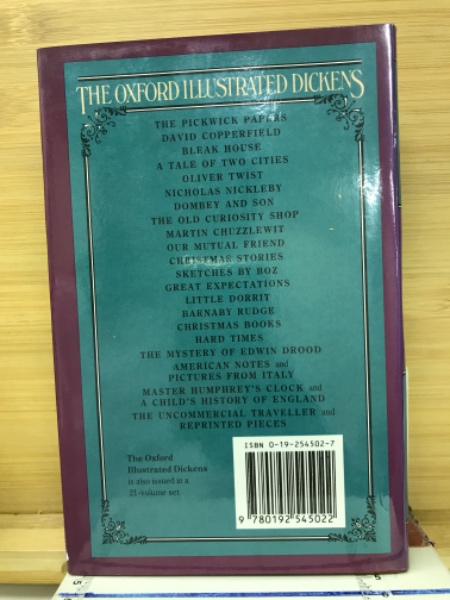 THE OXFORD ILLUSTRATED DICKENS
THE PICKWICK PAPERS
DAVID COPPERFIELD
BLEAK HOUSE
A TALE OF TWO CITIES
OLIVER TWIST
NICHOLAS NICKLEBY
DOMBEY AND SON
THE OLD CURIOSITY SHOP
MARTIN CHUZZLEWIT
OUR MUTUAL FRIEND
CHRISTMAS STORIES
SKETCHES BY BOZ
GREAT EXPECTATIONS
LITTLE DORRIT
BARNABY RUDGE
CHRISTMAS BOOKS
HARD TIMES
THE MYSTERY OF EDWIN DROOD
AMERICAN NOTES and
PICTURES FROM ITALY
MASTER HUMPHREY'S CLOCK and
A CHILD'S HISTORY OF ENGLAND
THE UNCOMMERCIAL TRAVELLER and
REPRINTED PIECES
The Oxford
Illustrated Dickens
is also issued in a
21-volume set
ISBN 0-19-254502-7
9 780192 545022